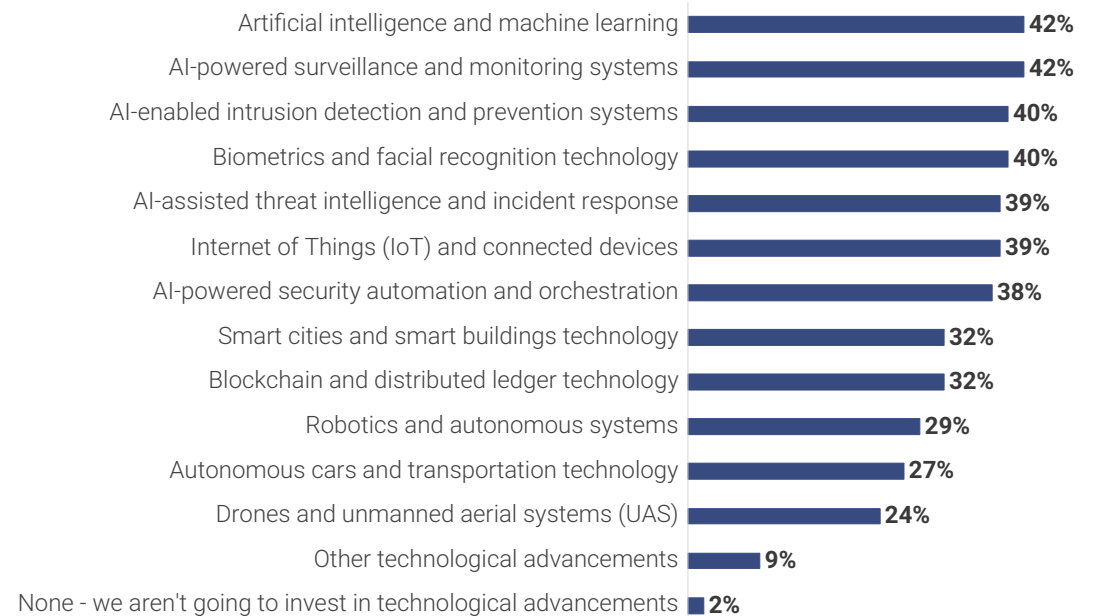 Artificial intelligence and machine learning 42%
AI-powered surveillance and monitoring systems 42%
AI-enabled intrusion detection and prevention systems 40%
Biometrics and facial recognition technology 40%
AI-assisted threat intelligence and incident response 39%
Internet of Things (IoT) and connected devices 39%
AI-powered security automation and orchestration 38%
Smart cities and smart buildings technology 32%
Blockchain and distributed ledger technology 32%
Robotics and autonomous systems 29%
Autonomous cars and transportation technology 27%
Drones and unmanned aerial systems (UAS) 24%
Other technological advancements 9%
None - we aren't going to invest in technological advancements 2%